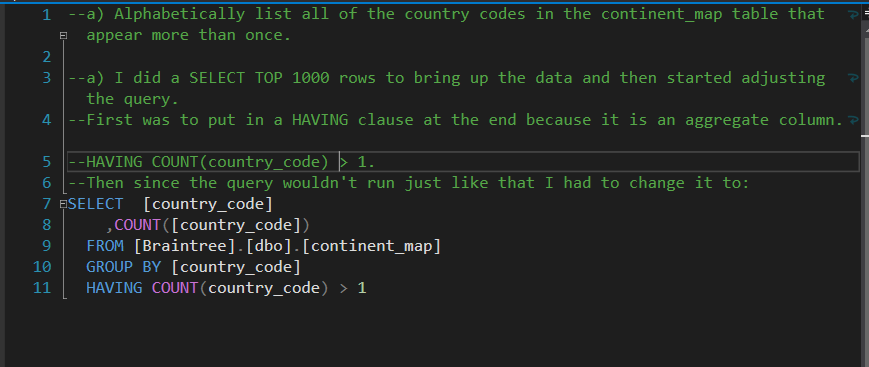 1 --a) Alphabetically list all of the country codes in the continent_map table that
appear more than once.
2
3 --a) I did a SELECT TOP 1000 rows to bring up the data and then started adjusting
the query.
4 --First was to put in a HAVING clause at the end because it is an aggregate column.
5 --HAVING COUNT(country_code) > 1.
6 --Then since the query wouldn't run just like that I had to change it to:
7 SELECT  [country_code]
8 ,COUNT([country_code])
9 FROM [Braintree].[dbo].[continent_map]
10 GROUP BY [country_code]
11 HAVING COUNT(country_code) > 1